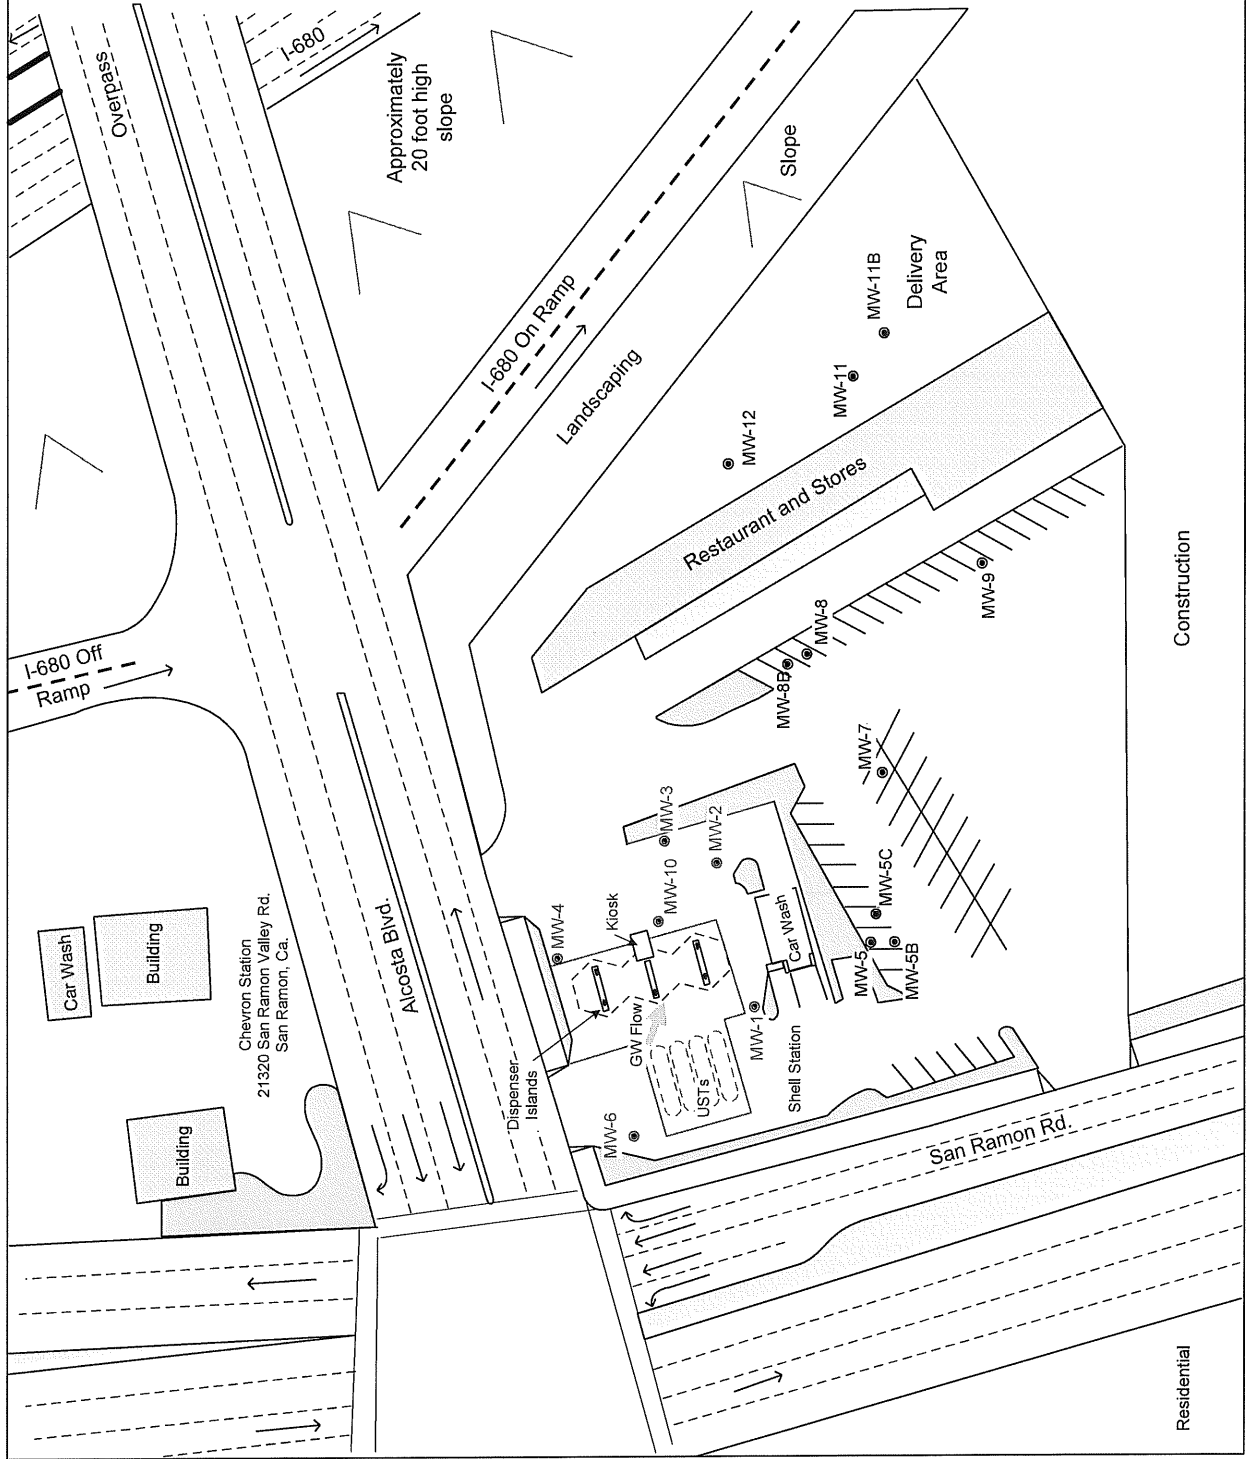 I-680
Overpass
Approximately
20 foot high
slope
Slope
I-680 On Ramp
Landscaping
MW-11B
Delivery
Area
MW-11
MW-12
Restaurant and Stores
I-680 Off
Ramp
MW-9
MW-8
MW-8B
Construction
MW-7
MW-3
MW-2
MW-10
MW-4
Kiosk
Car Wash
MW-5C
MW-5
MW-5B
Car Wash
Building
Chevron Station
21320 San Ramon Valley Rd.
San Ramon, Ca.
Alcosta Blvd.
Dispenser
Islands
GW Flow
MW-1
USTs
Shell Station
MW-6
Building
San Ramon Rd.
Residential